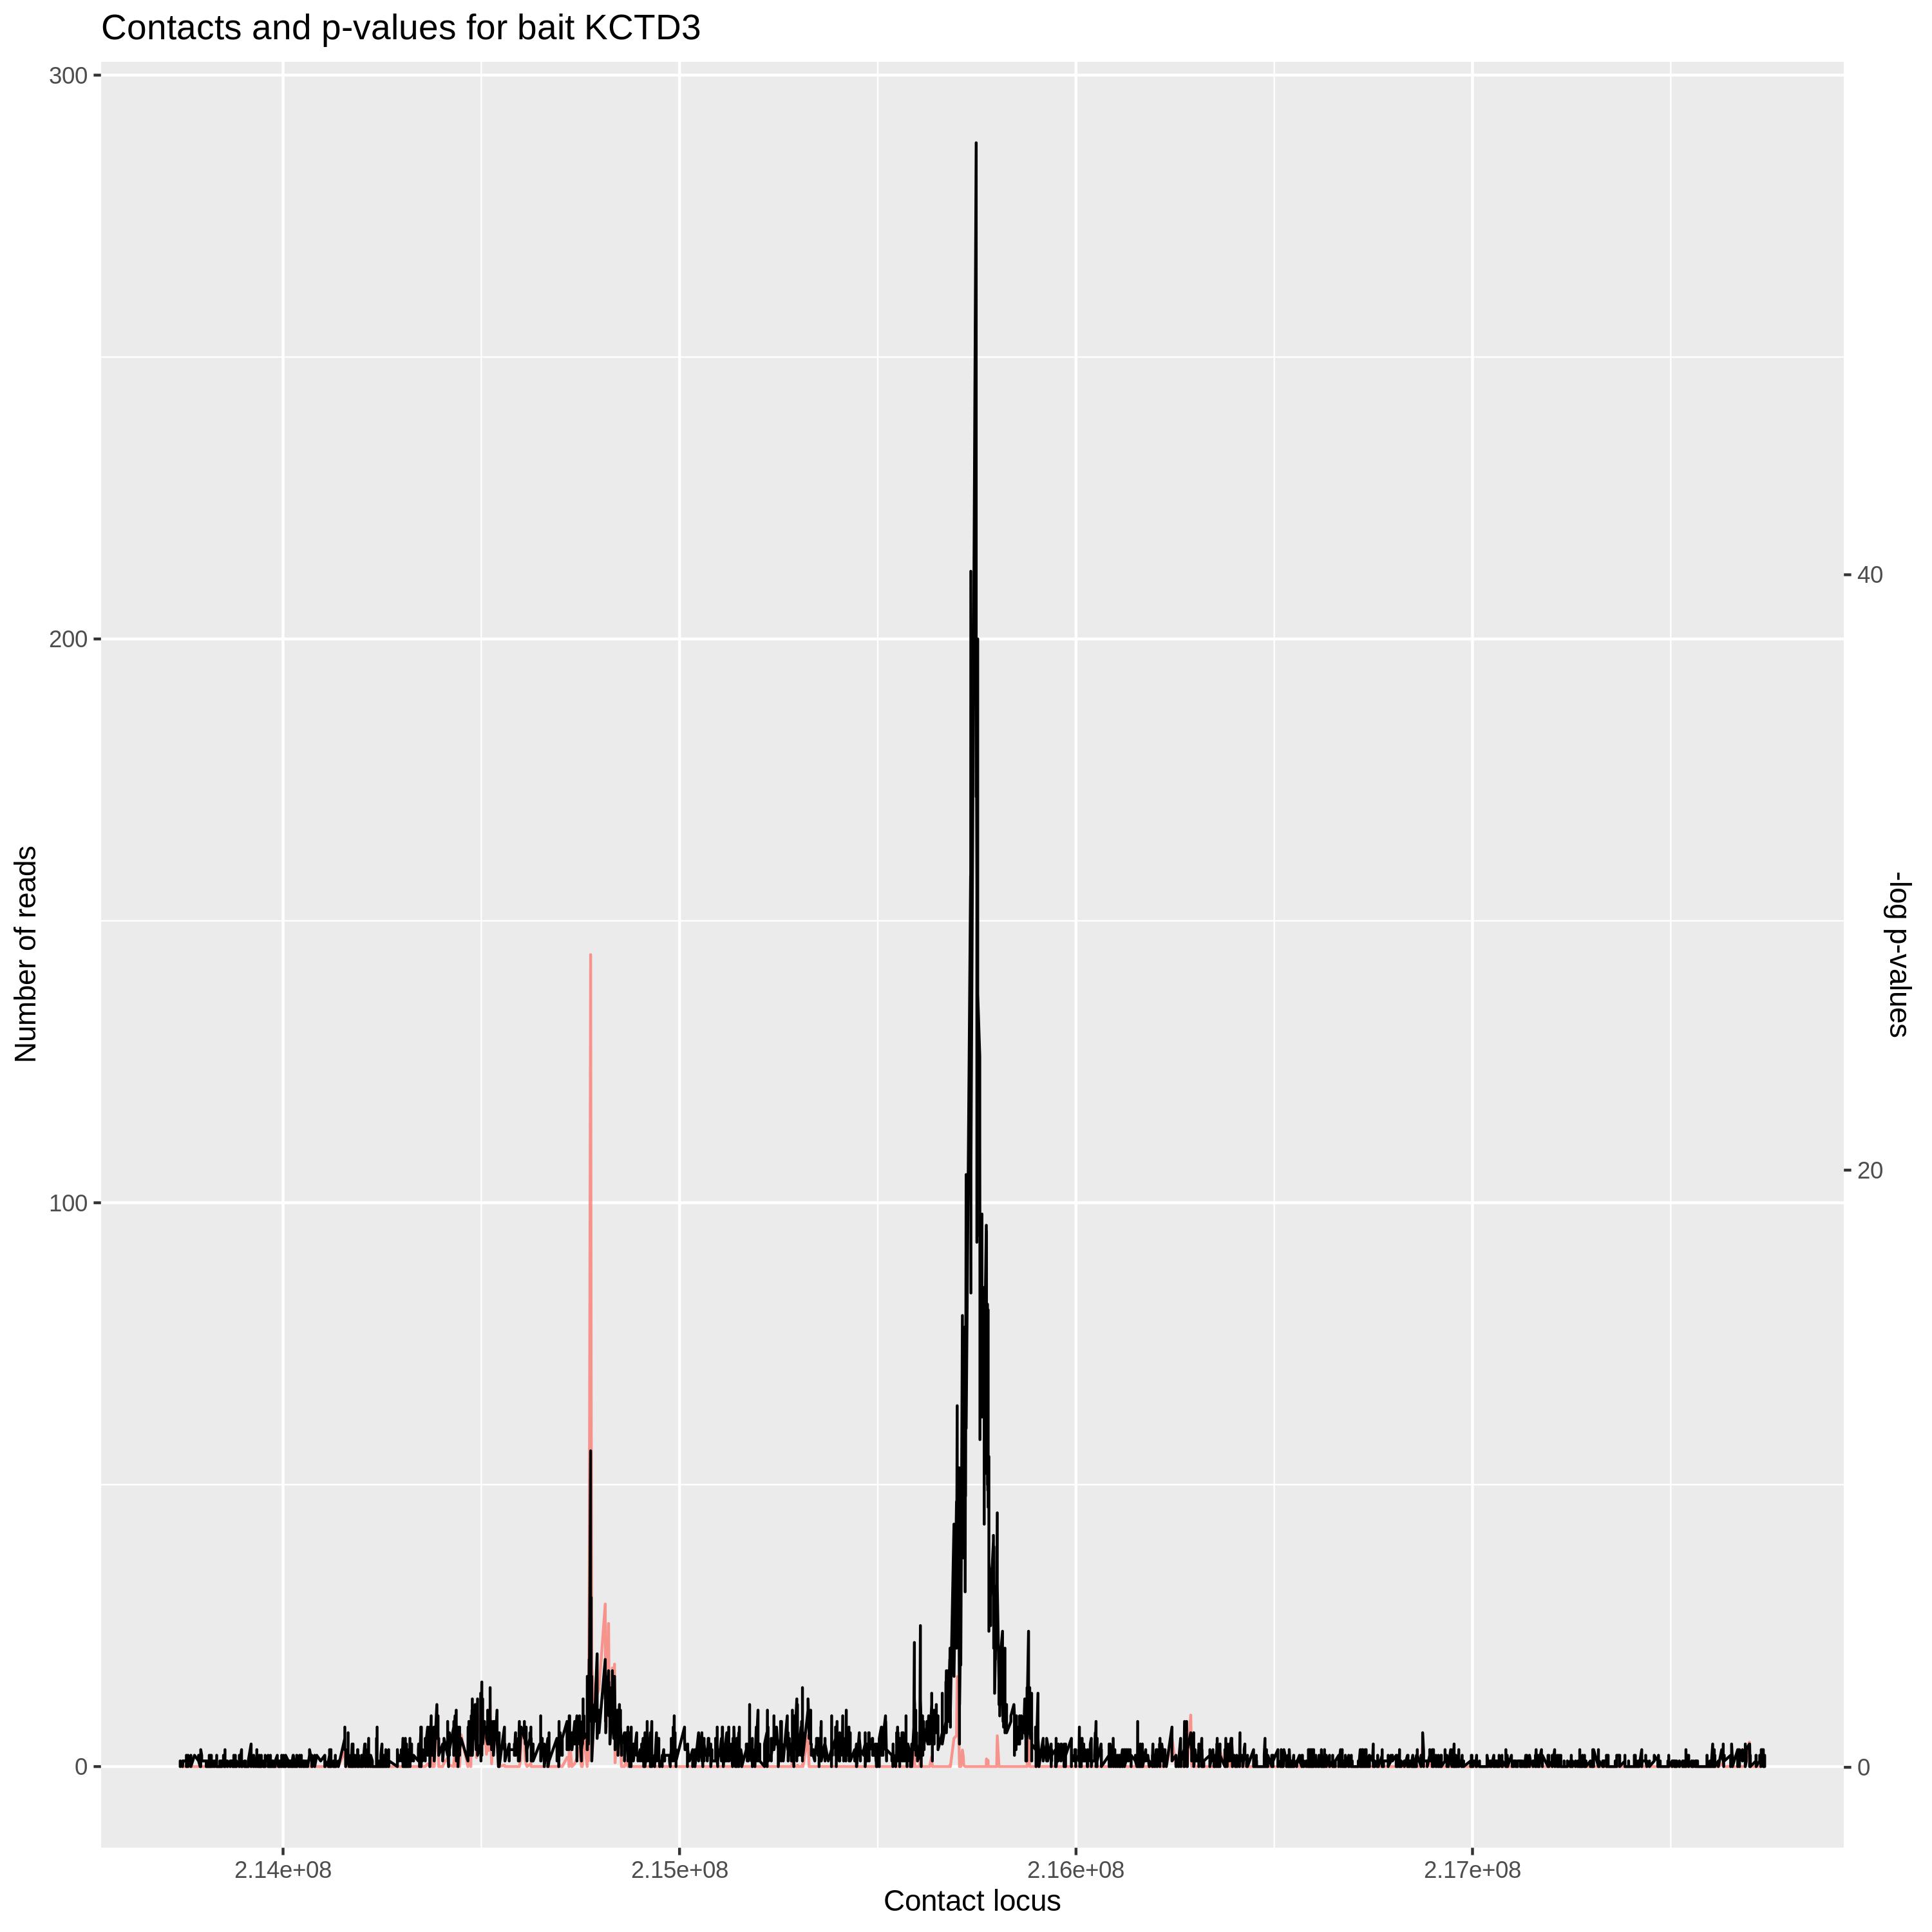 Contacts and p-values for bait KCTD3
300
200
100
0
Number of reads
40
20
0
-log p-values
2.14e+08
2.15e+08
2.16e+08
2.17e+08
Contact locus